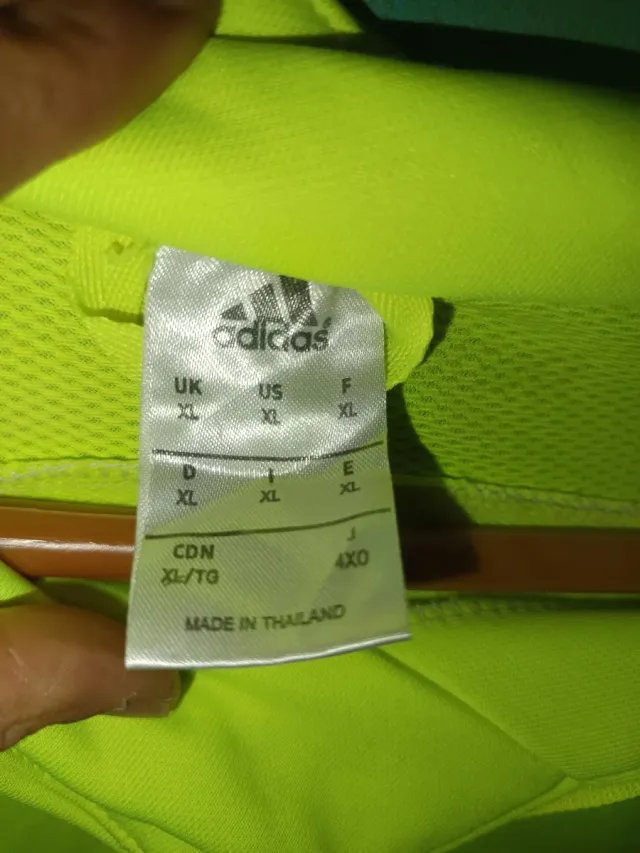 adidas
UK US F
XL XL XL
D I E
XL XL XL
CDN J
XL/TG 4XO
MADE IN THAILAND